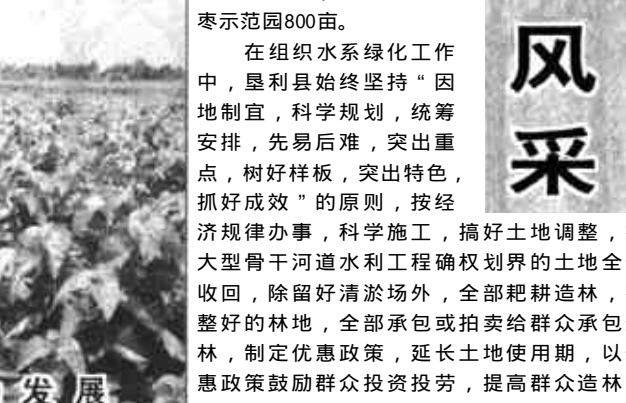 枣示范园800亩。
在组织水系绿化工作
中，垦利县始终坚持“因
地制宜，科学规划，统筹
安排，先易后难，突出重
点，树好样板，突出特色，
抓好成效”的原则，按经
济规律办事，科学施工，搞好土地调整，
大型骨干河道水利工程确权划界的土地全
收回，除留好清淤场外，全部耙耕造林，
整好的林地，全部承包或拍卖给群众承包
林，制定优惠政策，延长土地使用期，以
惠政策鼓励群众投资投劳，提高群众造林
风
采
发展